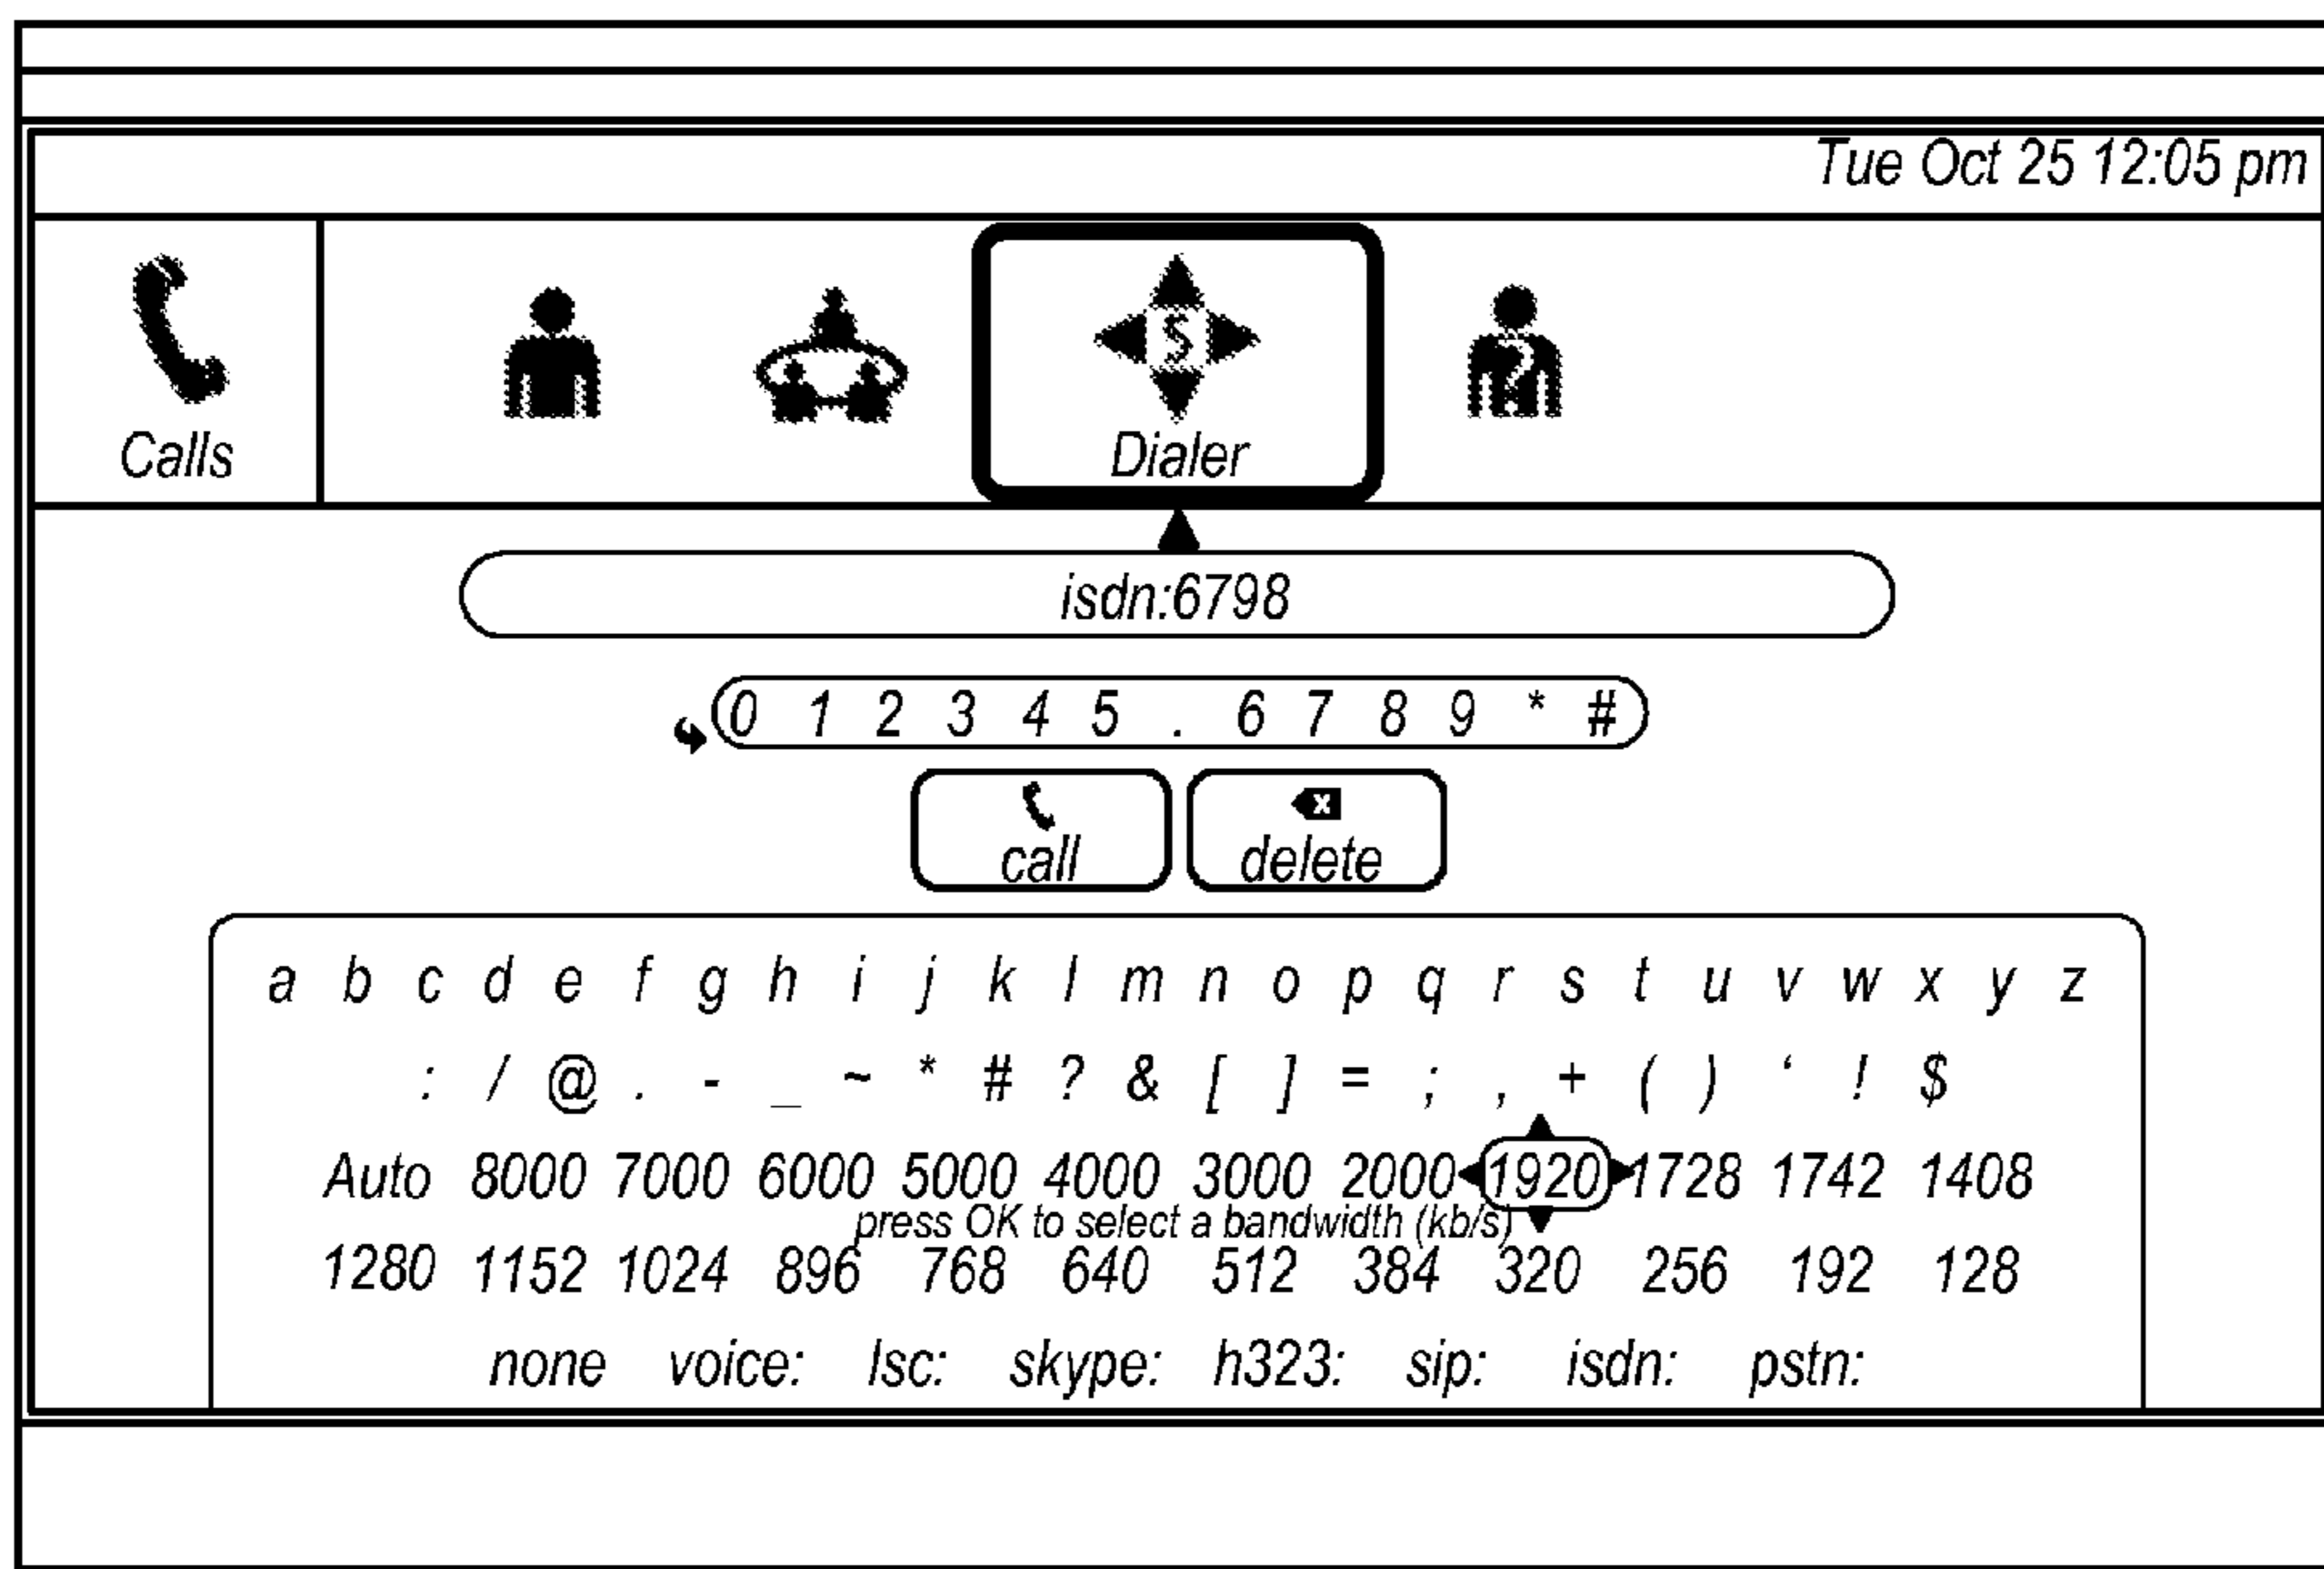 Tue Oct 25 12:05 pm
Calls
Dialer
isdn:6798
0 1 2 3 4 5 . 6 7 8 9 * #
call delete
a b c d e f g h i j k l m n o p q r s t u v w x y z
: / @ . - _ ~ * # ? & [ ] = ; , + ( ) ‘ ! $
Auto 8000 7000 6000 5000 4000 3000 2000 1920 1728 1742 1408
press OK to select a bandwidth (kb/s)
1280 1152 1024 896 768 640 512 384 320 256 192 128
none voice: lsc: skype: h323: sip: isdn: pstn: